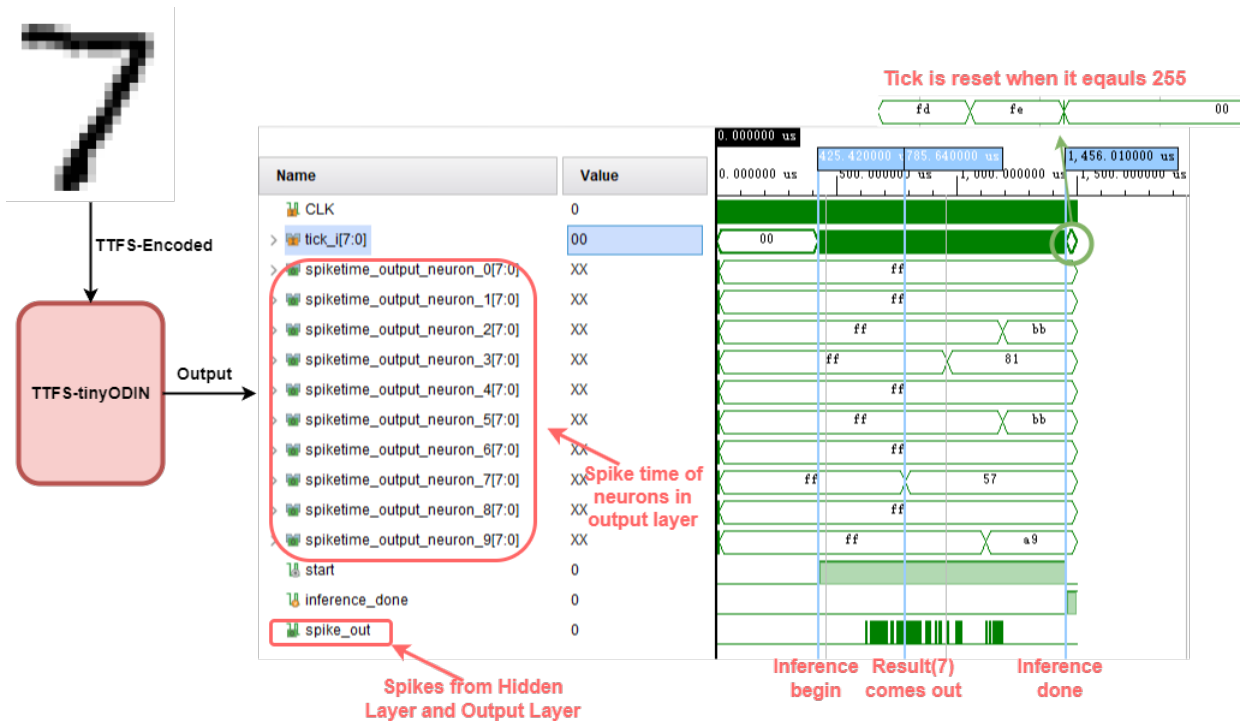 Tick is reset when it eqauls 255
fd fe 00
0.000000 us
425.420000 u 785.640000 us 1,456.010000 us
Name Value 0.000000 us 500.000000 us 1,000.000000 us 1,500.000000 us
CLK 0
TTFS-Encoded
tick_i[7:0] 00 00
spiketime_output_neuron_0[7:0] XX ff
spiketime_output_neuron_1[7:0] XX ff
spiketime_output_neuron_2[7:0] XX ff bb
spiketime_output_neuron_3[7:0] XX ff 81
TTFS-tinyODIN
Output
spiketime_output_neuron_4[7:0] XX ff
spiketime_output_neuron_5[7:0] XX ff bb
spiketime_output_neuron_6[7:0] XX ff
spiketime_output_neuron_7[7:0] XX ff 57
spiketime_output_neuron_8[7:0] XX ff
spiketime_output_neuron_9[7:0] XX ff a9
Spike time of
neurons in
output layer
start 0
inference_done 0
spike_out 0
Inference
begin
Result(7)
comes out
Inference
done
Spikes from Hidden
Layer and Output Layer